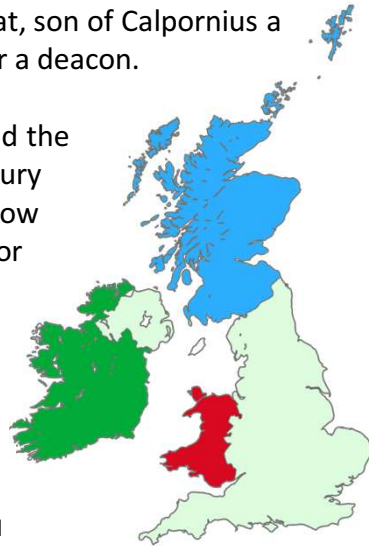 at, son of Calpornius a
r a deacon.
d the
ury
ow
or